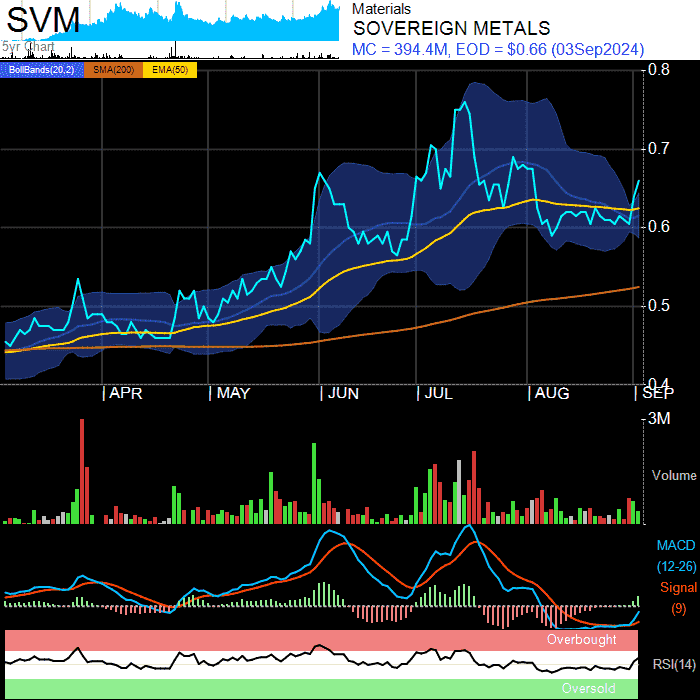 SVM
5yr Chart
Materials
SOVEREIGN METALS
MC = 394.4M, EOD = $0.66 (03Sep2024)
BollBands(20,2) SMA(200) EMA(50)
0.8
0.7
0.6
0.5
0.4
APR MAY JUN JUL AUG SEP
3M
Volume
MACD
(12-26)
Signal
(9)
Overbought
RSI(14)
Oversold